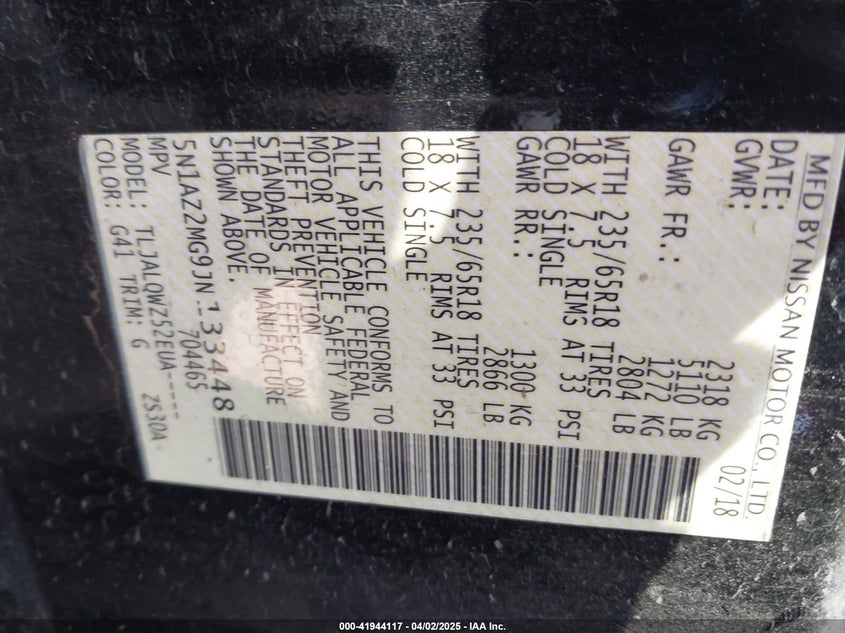 MFD BY NISSAN MOTOR CO., LTD.
DATE: 02/18
GVWR: 2318 KG
5110 LB
GAWR FR.: 1272 KG
2804 LB
WITH 235/65R18 TIRES
18 X 7.5 RIMS AT 33 PSI
COLD SINGLE
GAWR RR.: 1300 KG
2866 LB
WITH 235/65R18 TIRES
18 X 7.5 RIMS AT 33 PSI
COLD SINGLE
THIS VEHICLE CONFORMS TO
ALL APPLICABLE FEDERAL
MOTOR VEHICLE SAFETY AND
THEFT PREVENTION
STANDARDS IN EFFECT ON
THE DATE OF MANUFACTURE
SHOWN ABOVE.
5N1AZ2MG9JN133448
MPV 704465
MODEL: TLJALQWZ52EUA-----
COLOR: G41 TRIM: G ZS30A
000-41944117 - 04/02/2025 - IAA Inc.